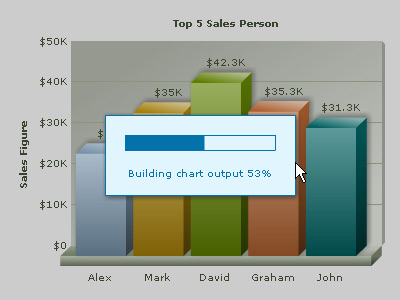 Top 5 Sales Person
$50K
$40K
$30K
$20K
$10K
$0
Sales Figure
$42.3K
$35K
$35.3K
$31.3K
$
Building chart output 53%
Alex Mark David Graham John